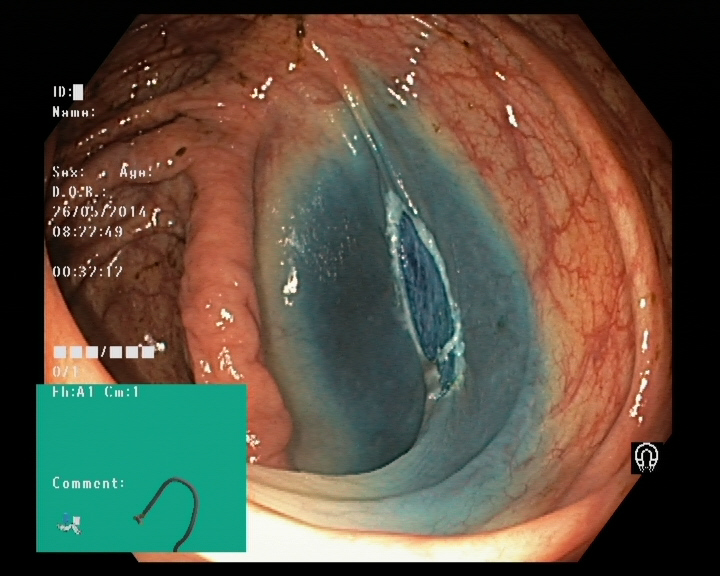 ID:
Name:
Sex: Age:
D.O.B.:
26/05/2014
08:22:49
00:32:12
/
0/1
Eh:A1 Cm:1
Comment: